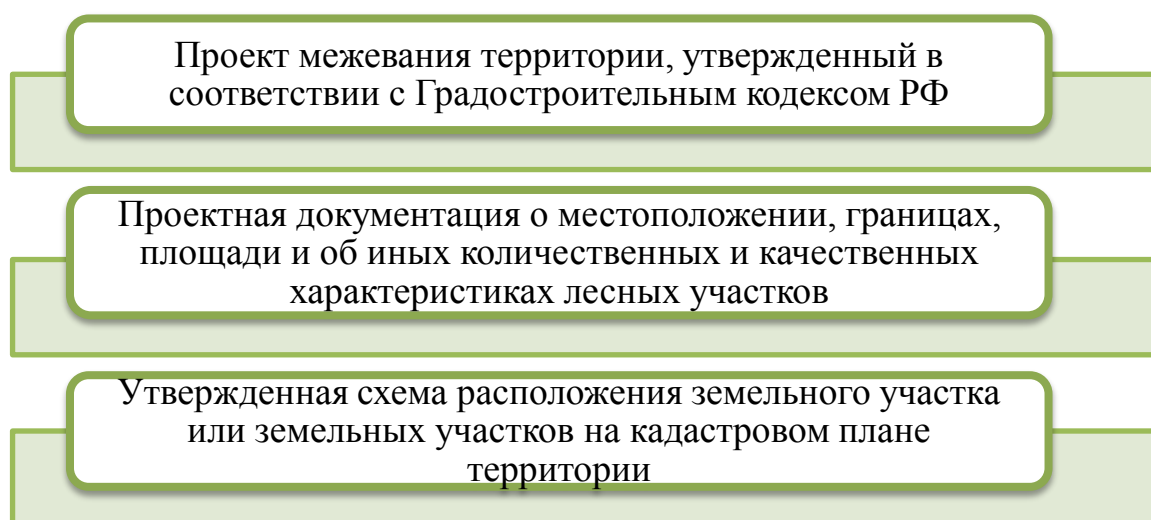 Проект межевания территории, утвержденный в
соответствии с Градостроительным кодексом РФ
Проектная документация о местоположении, границах,
площади и об иных количественных и качественных
характеристиках лесных участков
Утвержденная схема расположения земельного участка
или земельных участков на кадастровом плане
территории